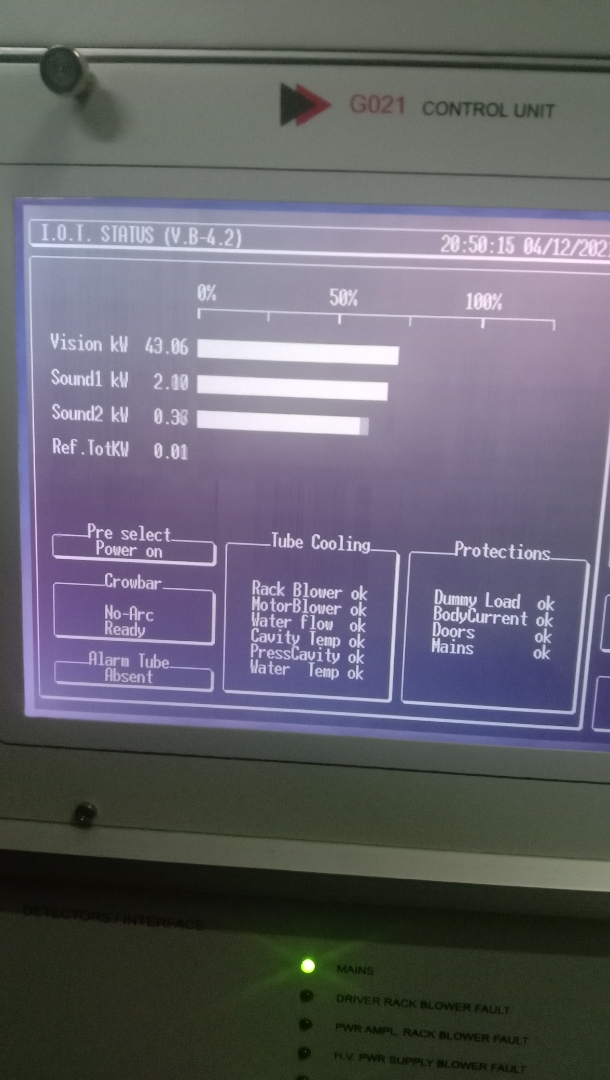 G021 CONTROL UNIT
I.O.T. STATUS (V.B-4.2) 20:50:15 04/12/202
0% 50% 100%
Vision kW 43.06
Sound1 kW 2.10
Sound2 kW
Ref.TotKW 0.01
Pre select
Power on
Crowbar
No-Arc
Ready
Alarm Tube
Absent
Tube Cooling
Rack Blower ok
MotorBlower ok
Water flow ok
Cavity Temp ok
PressCavity ok
Water Temp ok
Protections
Dummy Load ok
BodyCurrent ok
Doors ok
Mains ok
DETECTORS / INTERFACE
MAINS
DRIVER RACK BLOWER FAULT
PWR AMPL. RACK BLOWER FAULT
H.V. PWR SUPPLY BLOWER FAULT